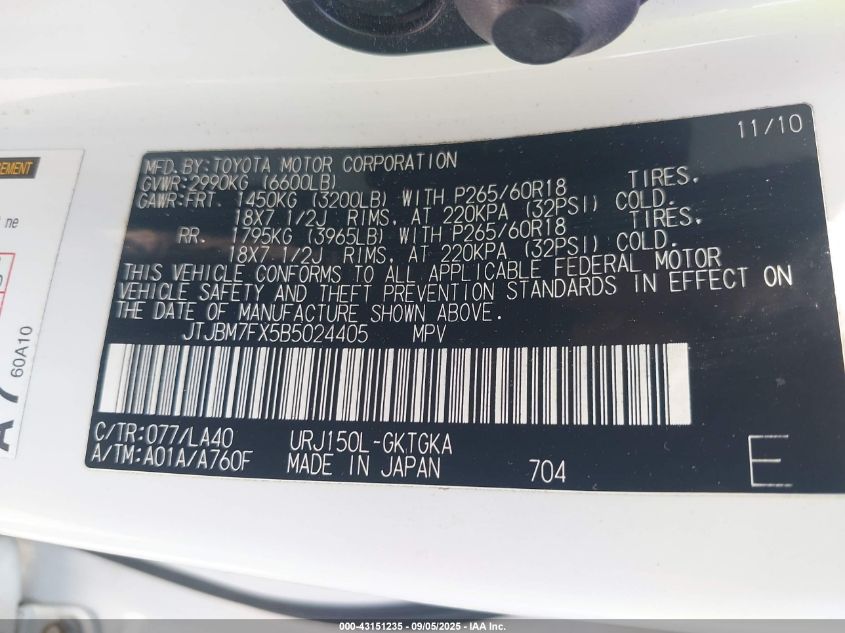 11/10
MFD.BY:TOYOTA MOTOR CORPORATION
GVWR:2990KG (6600LB)
GAWR:FRT. 1450KG (3200LB) WITH P265/60R18 TIRES.
18X7 1/2J RIMS. AT 220KPA (32PSI) COLD.
RR. 1795KG (3965LB) WITH P265/60R18 TIRES.
18X7 1/2J RIMS. AT 220KPA (32PSI) COLD.
THIS VEHICLE CONFORMS TO ALL APPLICABLE FEDERAL MOTOR
VEHICLE SAFETY AND THEFT PREVENTION STANDARDS IN EFFECT ON
THE DATE OF MANUFACTURE SHOWN ABOVE.
JTJBM7FX5B5024405 MPV
C/TR:077/LA40 URJ150L-GKTGKA
A/TM:A01A/A760F MADE IN JAPAN 704 E
ne
60A10
000-43151235 - 09/05/2025 - IAA Inc.